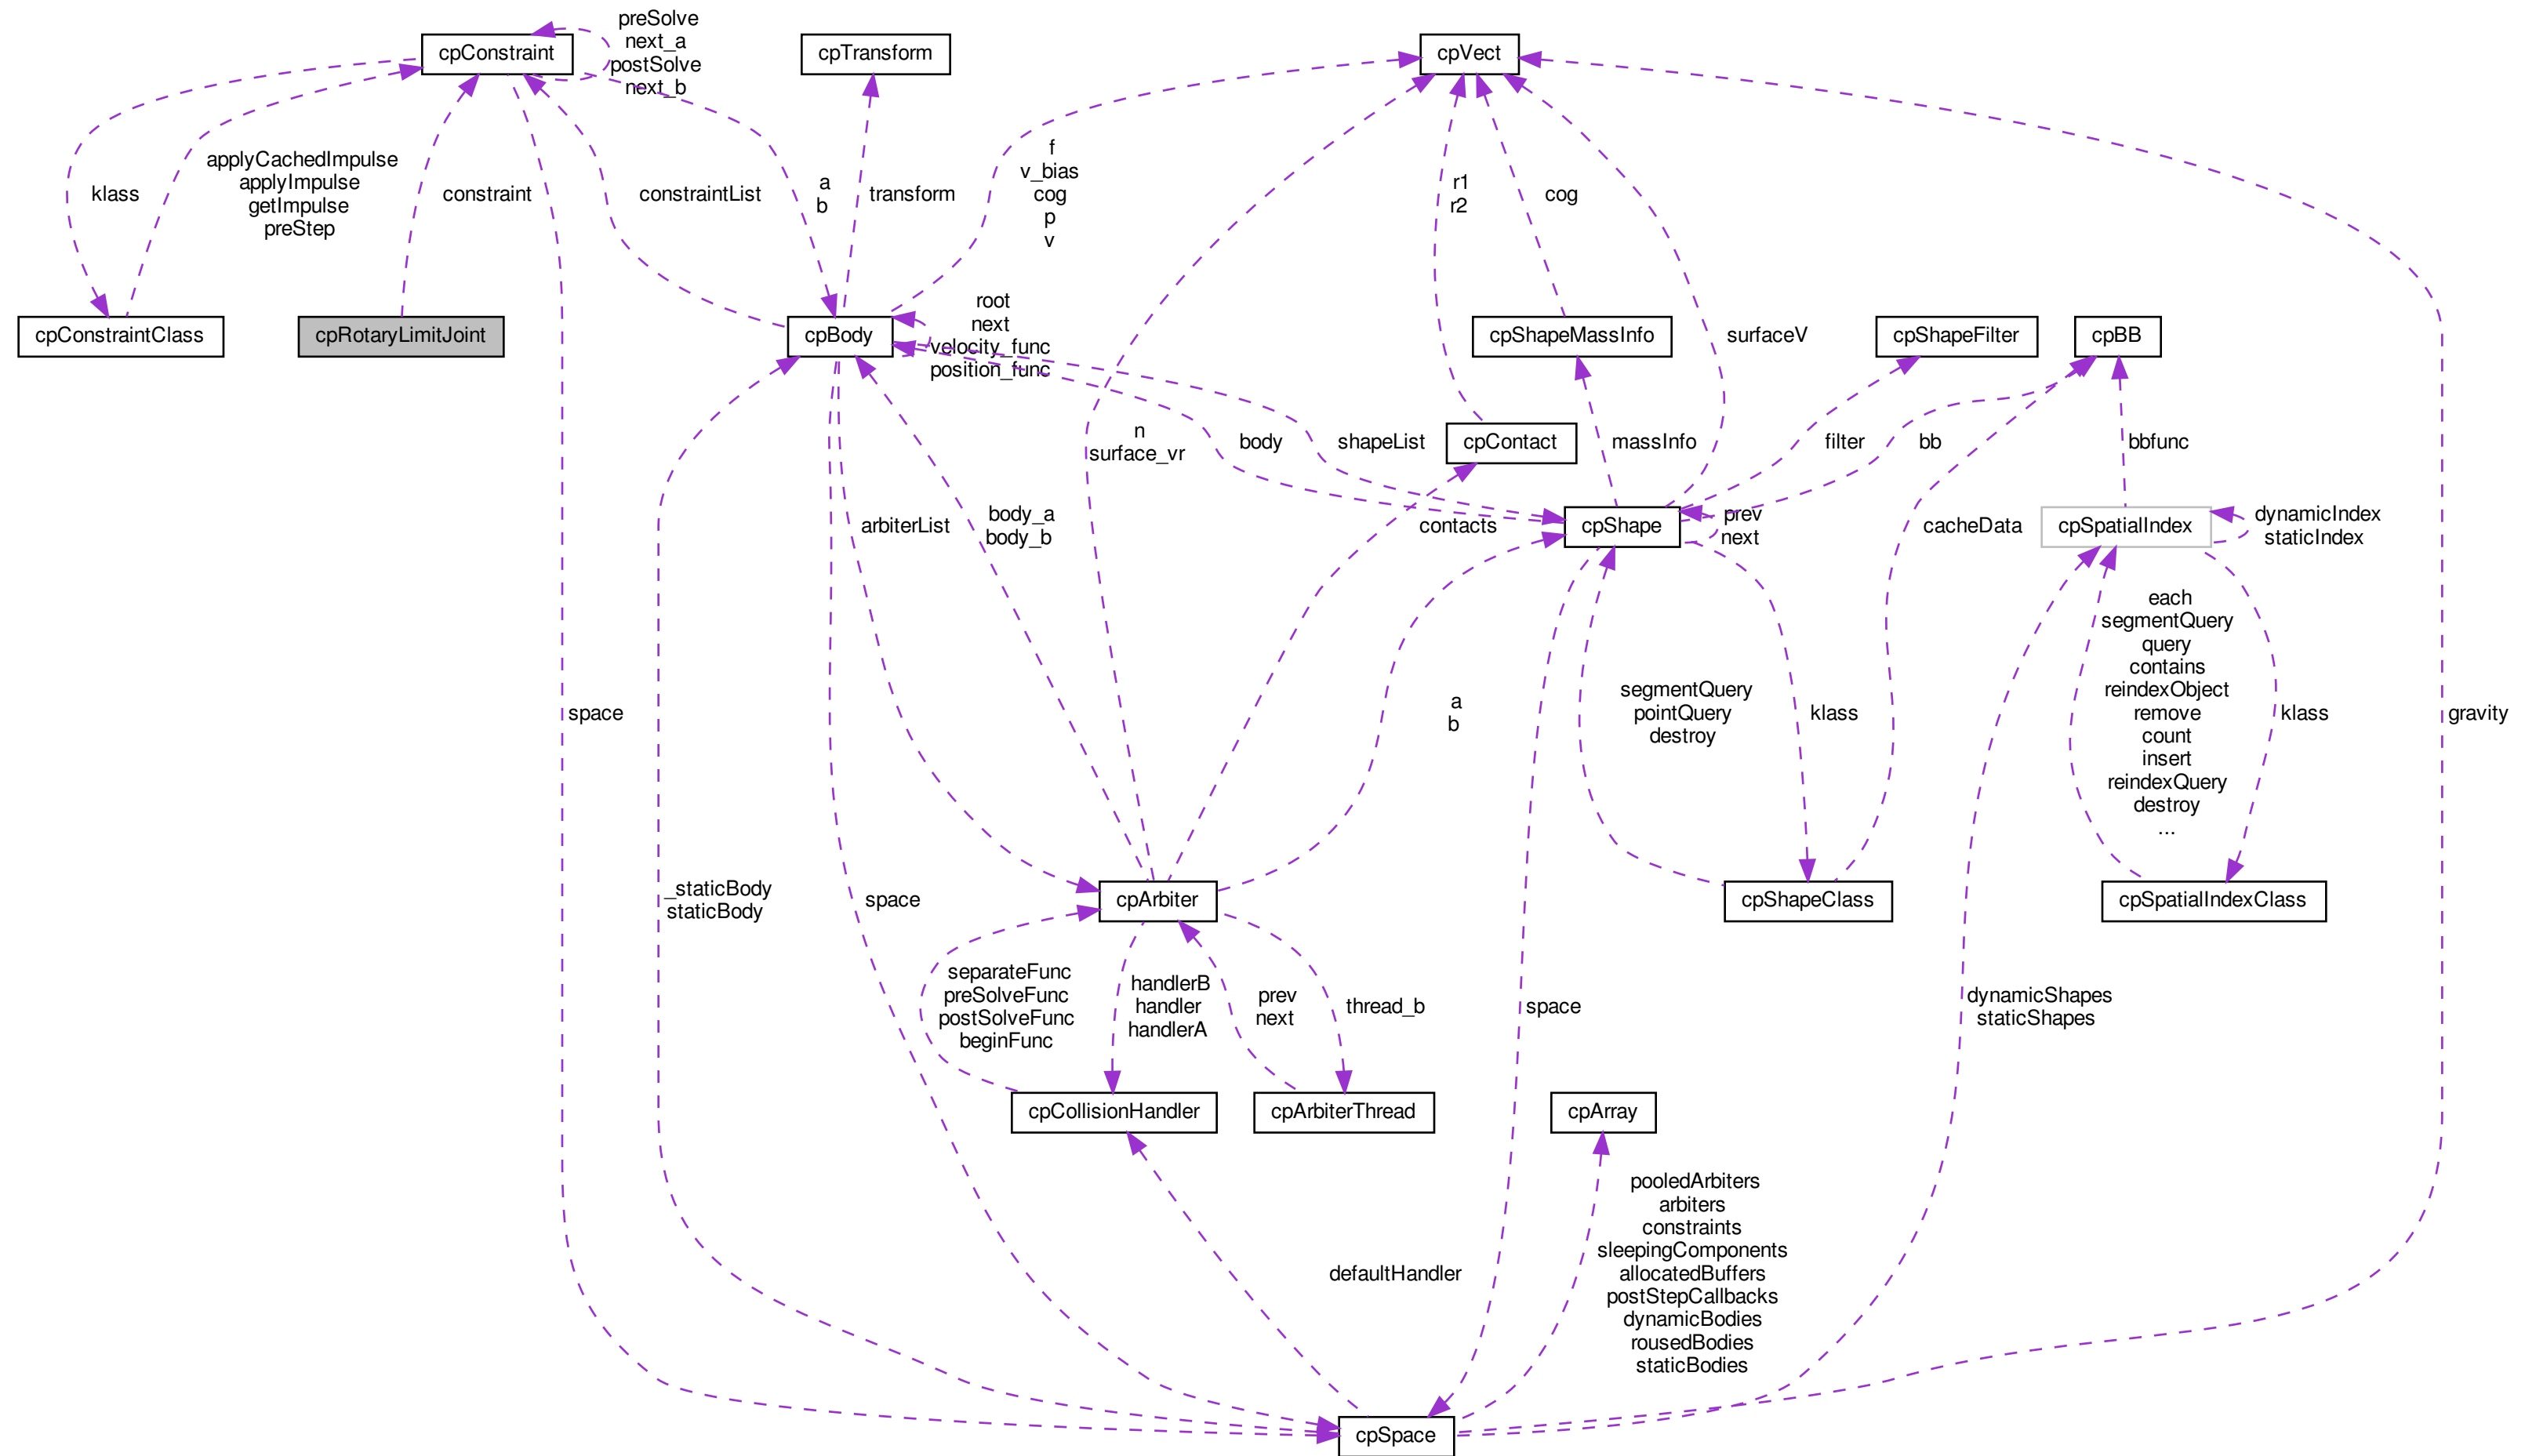 preSolve
next_a
postSolve
next_b
cpConstraint
cpTransform
cpVect
applyCachedImpulse
applyImpulse
getImpulse
preStep
klass
constraint
constraintList
a
b
transform
f
v_bias
cog
p
v
r1
r2
cog
cpConstraintClass
cpRotaryLimitJoint
cpBody
root
next
velocity_func
position_func
cpShapeMassInfo
surfaceV
cpShapeFilter
cpBB
n
surface_vr
body
shapeList
cpContact
massInfo
filter
bb
bbfunc
arbiterList
body_a
body_b
contacts
cpShape
prev
next
cacheData
cpSpatialIndex
dynamicIndex
staticIndex
each
segmentQuery
query
contains
reindexObject
remove
count
insert
reindexQuery
destroy
...
space
a
b
segmentQuery
pointQuery
destroy
klass
klass
gravity
_staticBody
staticBody
space
cpArbiter
cpShapeClass
cpSpatialIndexClass
separateFunc
preSolveFunc
postSolveFunc
beginFunc
handlerB
handler
handlerA
prev
next
thread_b
space
dynamicShapes
staticShapes
cpCollisionHandler
cpArbiterThread
cpArray
defaultHandler
pooledArbiters
arbiters
constraints
sleepingComponents
allocatedBuffers
postStepCallbacks
dynamicBodies
rousedBodies
staticBodies
cpSpace